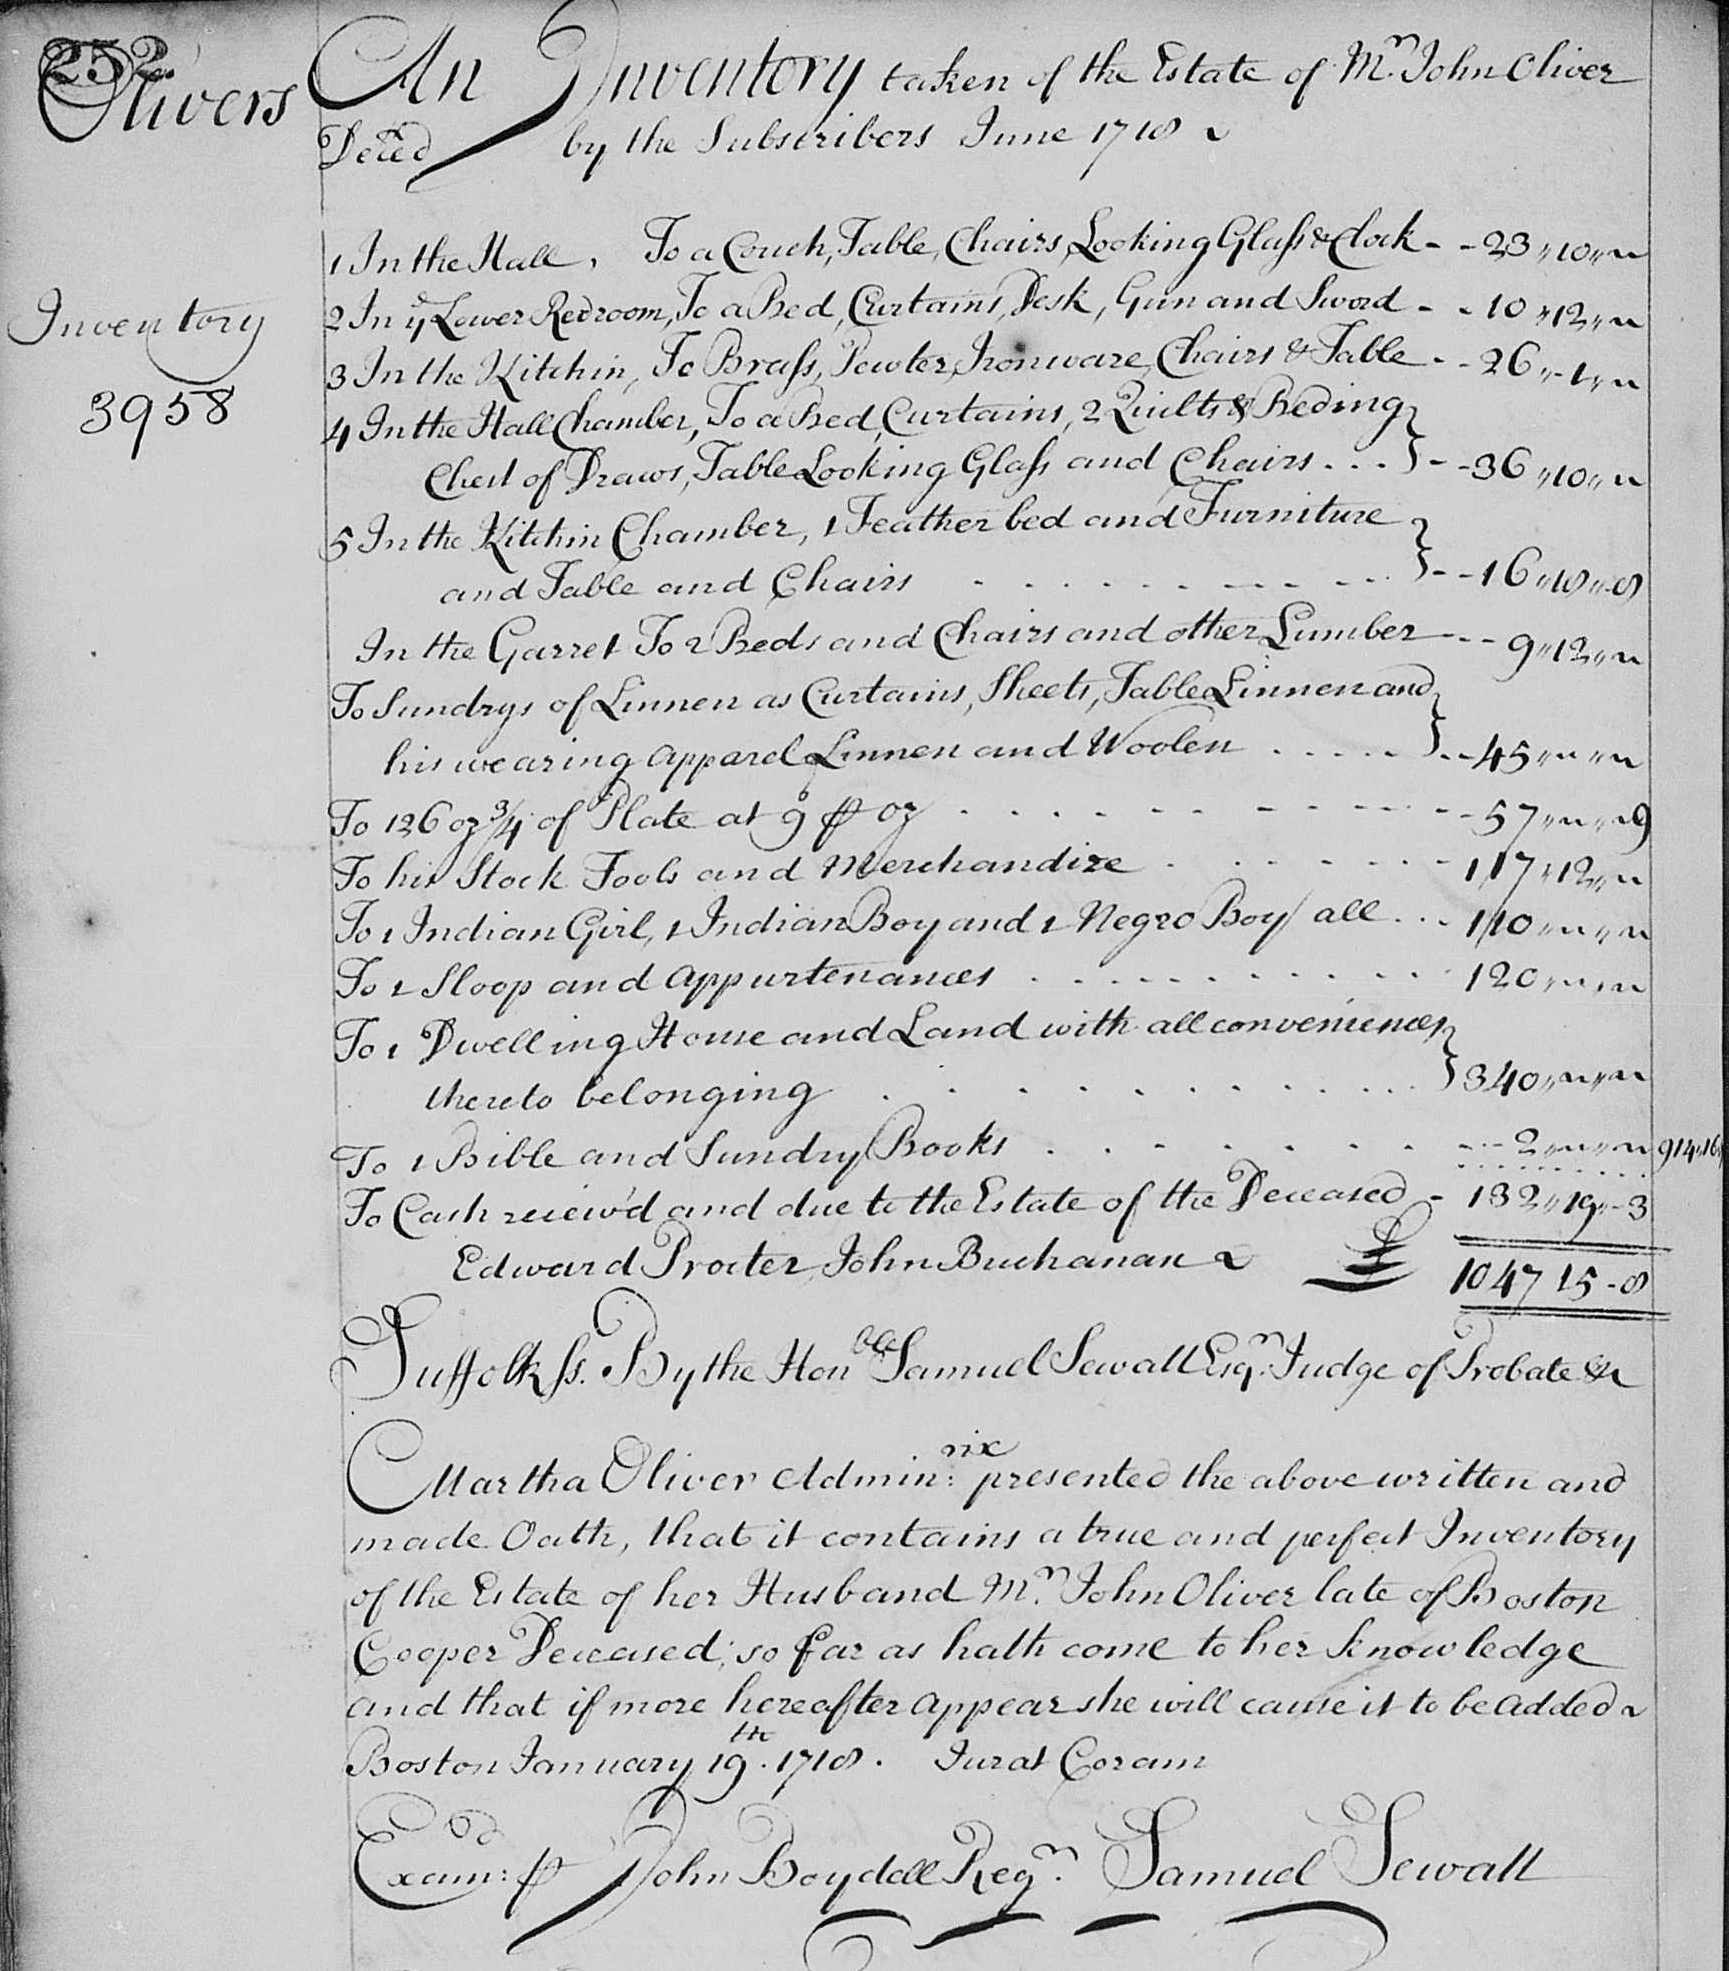 252.
Olivers
An Inventory taken of the Estate of Mr. John Oliver
Deced by the Subscribers June 1718 ~
Inventory
3958
1 In the Hall, To a Couch, Table, Chairs, Looking Glass & Clock - - 23 ,, 10 ,, ~
2 In ye Lower Bedroom, To a Bed, Curtains, Desk, Gun and Sword - - 10 ,, 12 ,, ~
3 In the Kitchin, To Brass, Pewter, Ironware, Chairs & Table - - 26 ,, - 1 ,, ~
4 In the Hall Chamber, To a Bed, Curtains, 2 Quilts & Beding
Chest of Draws, Table Looking Glass and Chairs . . . } - - 36 ,, 10 ,, ~
5 In the Kitchin Chamber, 1 Feather bed and Furniture
and Table and Chairs . . . . . . . . } - - 16 ,, 18 ,, - 8
In the Garret To 2 Beds and Chairs and other Lumber - - - 9 ,, 12 ,, ~
To Sundrys of Linnen as Curtains, Sheets, Table Linnen and
his wearing apparel Linnen and Woolen . . . . . } - - 45 ,, ~ ,, ~
To 126 oz 3/4 of Plate at 9s ⅌ oz . . . . . . . . . - 57 ,, ~ ,, ~ 9
To his Stock Tools and Merchandize . . . . . . - 117 ,, 12 ,, ~
To 1 Indian Girl, 1 Indian Boy and 1 Negro Boy / all . . . 110 ,, ~ ,, ~
To 1 Sloop and appurtenances . . . . . . . . . . 120 ,, ~ ,, ~
To 1 Dwelling House and Land with all conveniences
thereto belonging . . . . . . . . . . } 340 ,, ~ ,, ~
To 1 Bible and Sundry Books . . . . . . . . - - 2 ,, ~ ,, ~ 914 ,, 16
To Cash reciev'd and due to the Estate of the Deceased - 132 ,, 19 ,, - 3
Edward Procter John Buchanan ~ £ 1047 15 - 8
Suffolk ss. By the Honble Samuel Sewall Esqr. Judge of Probate &c
Martha Oliver Admin:rix presented the above written and
made Oath, that it contains a true and perfect Inventory
of the Estate of her Husband Mr. John Oliver late of Boston
Cooper Deceased, so far as hath come to her knowledge
and that if more hereafter appear she will cause it to be added ~
Boston January 19th. 1718. Jurat Coram
Examd: ⅌ John Boydell Regr. Samuel Sewall